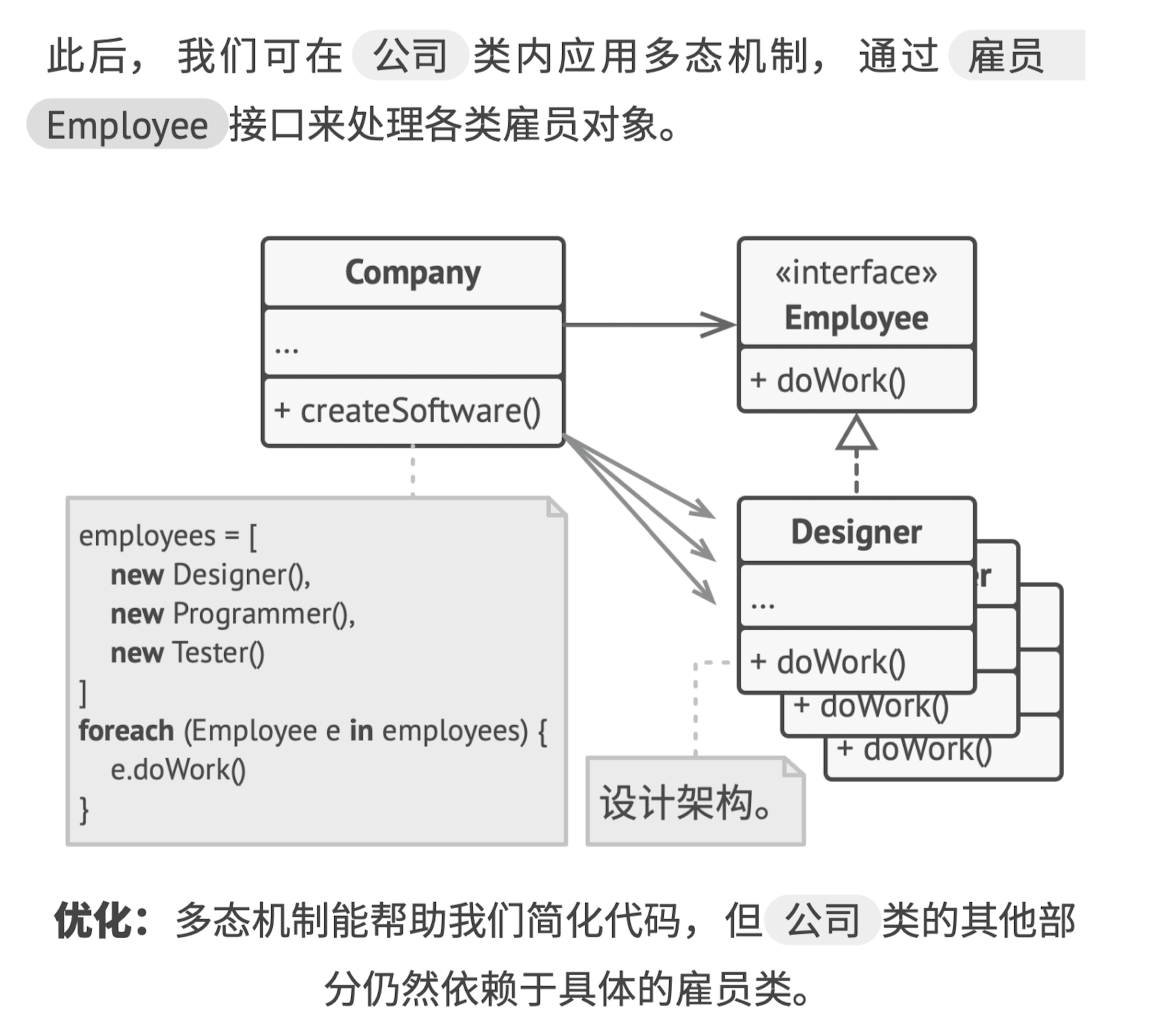 此后， 我们可在 公司 类内应用多态机制， 通过 雇员
Employee 接口来处理各类雇员对象。
Company
...
+ createSoftware()
«interface»
Employee
+ doWork()
employees = [
new Designer(),
new Programmer(),
new Tester()
]
foreach (Employee e in employees) {
e.doWork()
}
Designer
...
+ doWork()
r
+ doWork()
+ doWork()
设计架构。
优化： 多态机制能帮助我们简化代码， 但 公司 类的其他部
分仍然依赖于具体的雇员类。